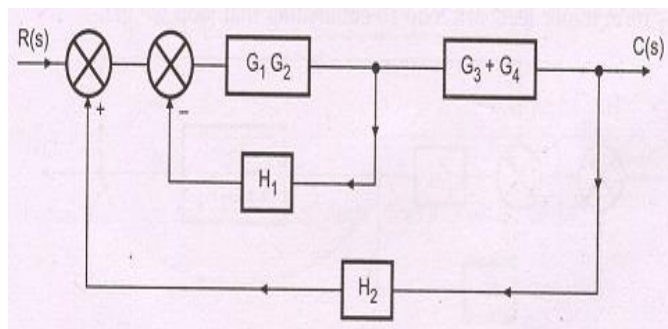 R(s)
C(s)
G₁ G₂
G₃ + G₄
+
−
H₁
H₂